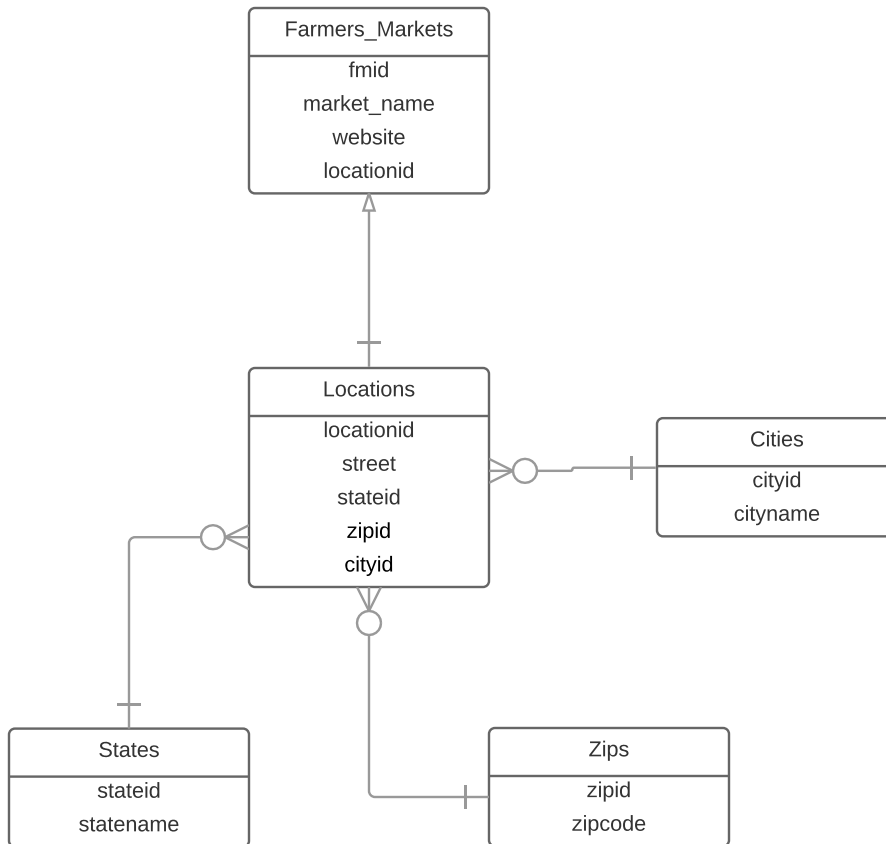 Farmers_Markets
fmid
market_name
website
locationid
Locations
locationid
street
stateid
zipid
cityid
Cities
cityid
cityname
States
stateid
statename
Zips
zipid
zipcode